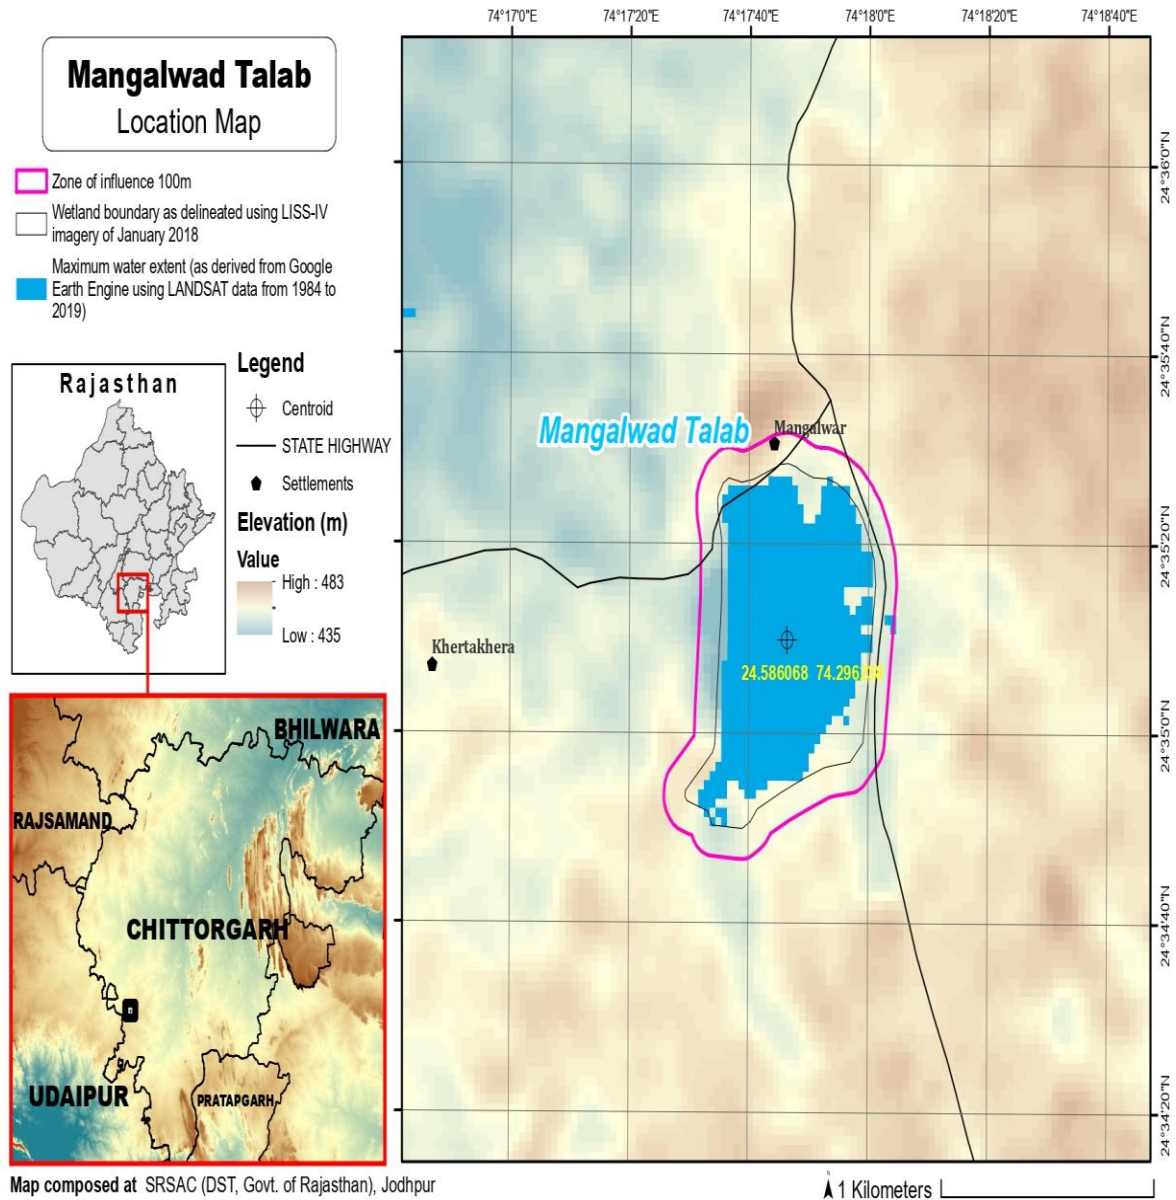 74°17'0"E 74°17'20"E 74°17'40"E 74°18'0"E 74°18'20"E 74°18'40"E
Mangalwad Talab
Location Map
Zone of influence 100m
Wetland boundary as delineated using LISS-IV
imagery of January 2018
Maximum water extent (as derived from Google
Earth Engine using LANDSAT data from 1984 to
2019)
Rajasthan
Legend
Centroid
STATE HIGHWAY
Settlements
Elevation (m)
Value
High : 483
Low : 435
BHILWARA
RAJSAMAND
CHITTORGARH
UDAIPUR
PRATAPGARH
Mangalwad Talab
Mangalwar
Khertakhera
24.586068
24°36'0"N
24°35'40"N
24°35'20"N
24°35'0"N
24°34'40"N
24°34'20"N
Map composed at SRSAC (DST, Govt. of Rajasthan), Jodhpur
N
1 Kilometers